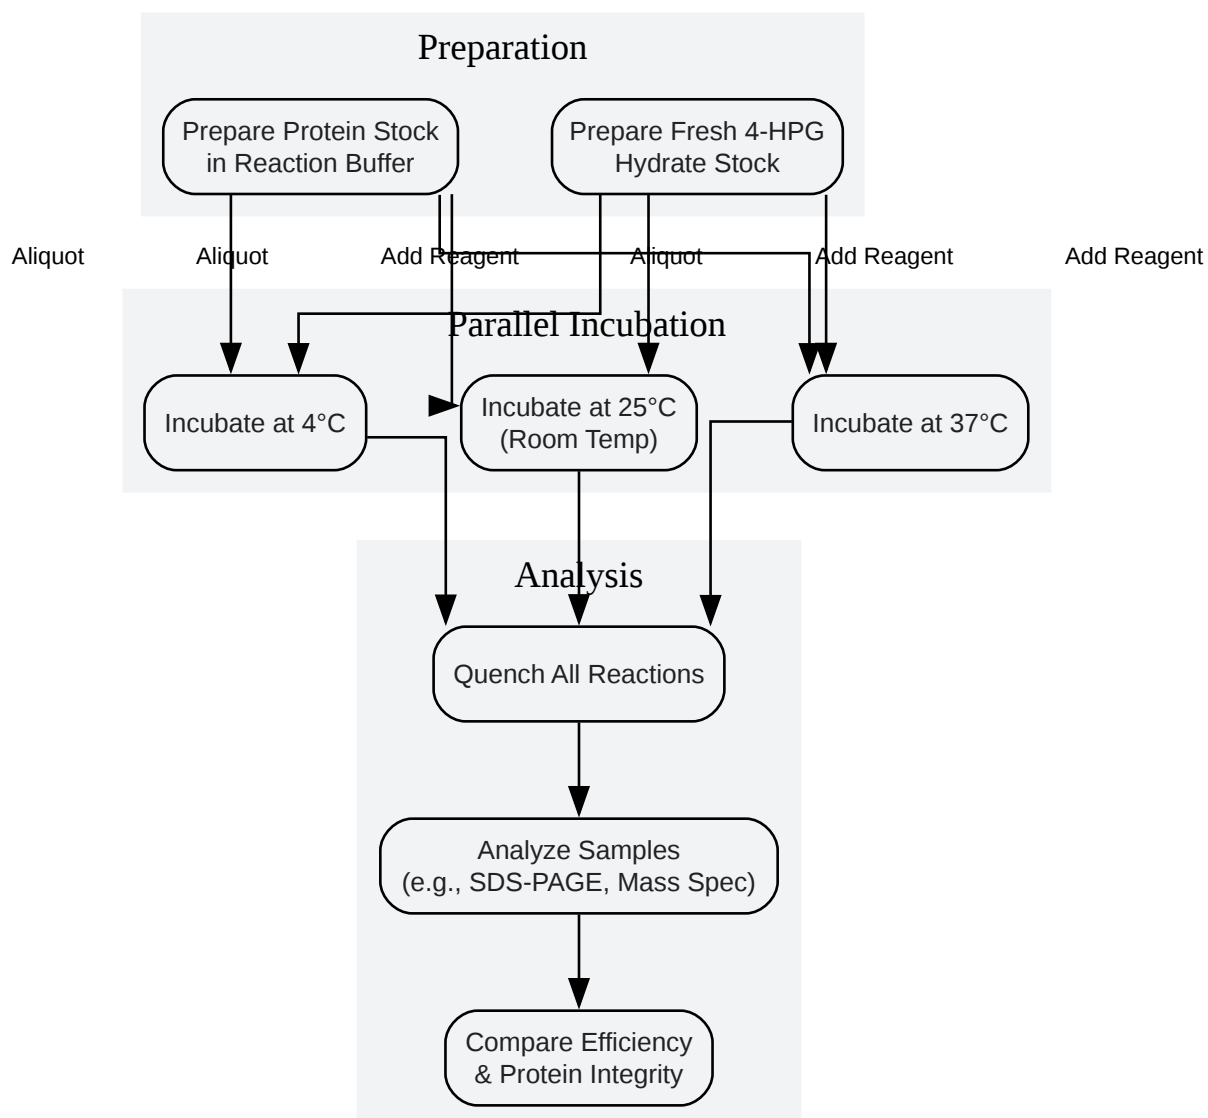 Preparation
Prepare Protein Stock
in Reaction Buffer
Prepare Fresh 4-HPG
Hydrate Stock
Aliquot
Aliquot
Add Reagent
Aliquot
Add Reagent
Add Reagent
Parallel Incubation
Incubate at 4°C
Incubate at 25°C
(Room Temp)
Incubate at 37°C
Analysis
Quench All Reactions
Analyze Samples
(e.g., SDS-PAGE, Mass Spec)
Compare Efficiency
& Protein Integrity